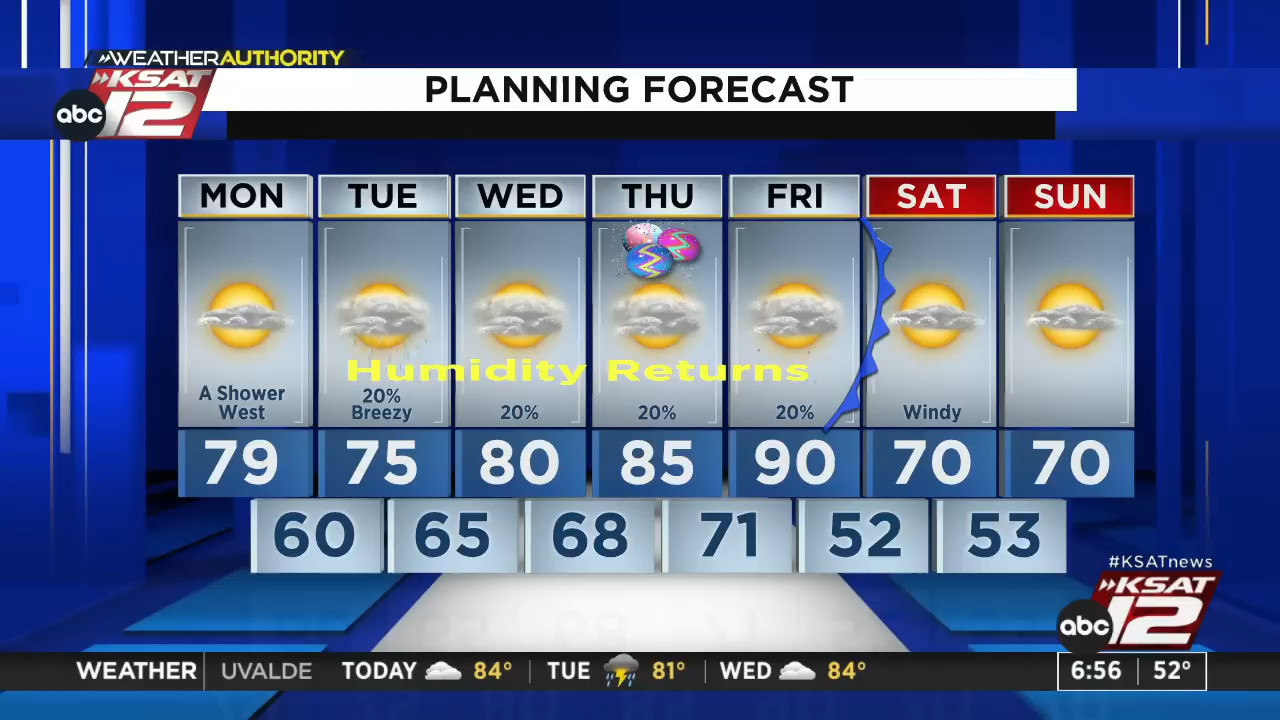 WEATHERAUTHORITY
KSAT
abc 12
PLANNING FORECAST
MON TUE WED THU FRI SAT SUN
Humidity Returns
A Shower West
20% Breezy
20%
20%
20%
Windy
79 75 80 85 90 70 70
60 65 68 71 52 53
#KSATnews
KSAT
abc 12
WEATHER UVALDE TODAY 84° TUE 81° WED 84° 6:56 52°